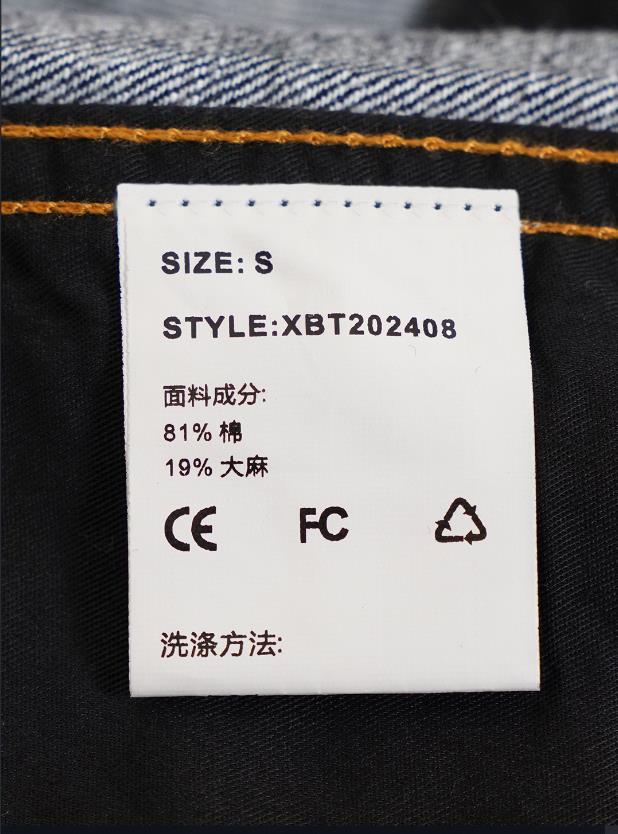 SIZE: S
STYLE:XBT202408
面料成分:
81% 棉
19% 大麻
CE FC
洗涤方法: